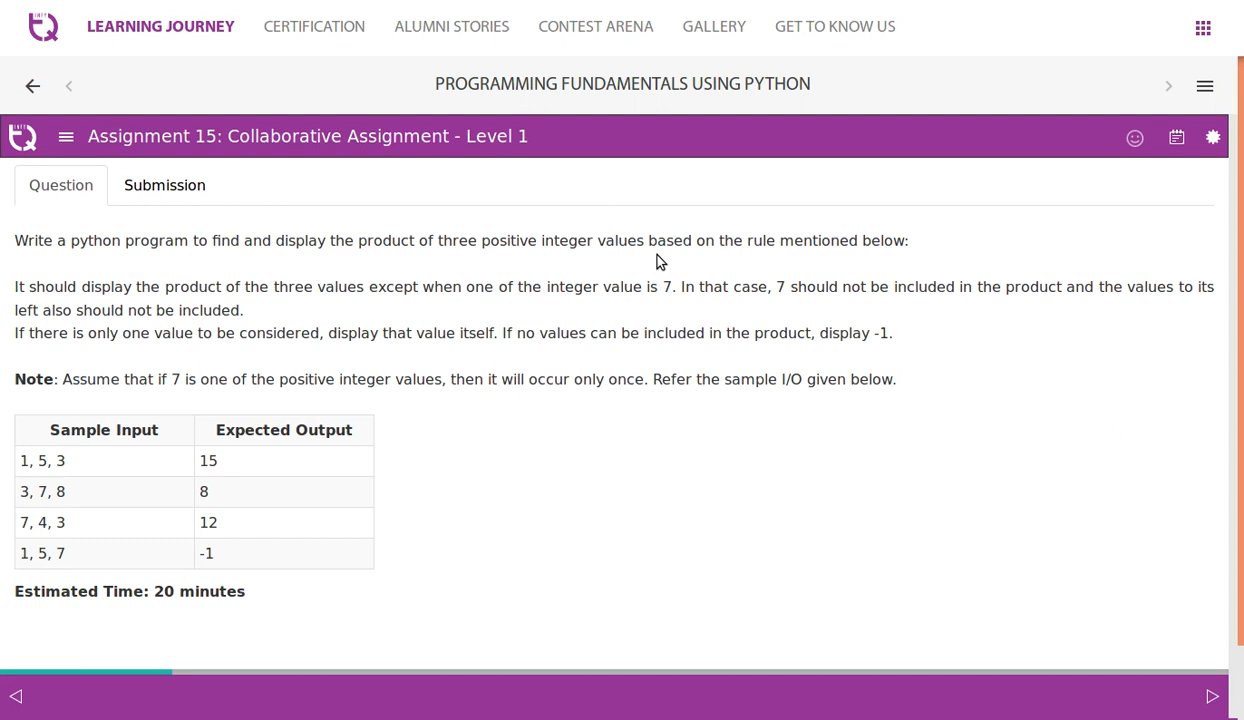 LEARNING JOURNEY CERTIFICATION ALUMNI STORIES CONTEST ARENA GALLERY GET TO KNOW US
PROGRAMMING FUNDAMENTALS USING PYTHON
Assignment 15: Collaborative Assignment - Level 1
Question Submission
Write a python program to find and display the product of three positive integer values based on the rule mentioned below:
It should display the product of the three values except when one of the integer value is 7. In that case, 7 should not be included in the product and the values to its
left also should not be included.
If there is only one value to be considered, display that value itself. If no values can be included in the product, display -1.
Note: Assume that if 7 is one of the positive integer values, then it will occur only once. Refer the sample I/O given below.
Sample Input Expected Output
1, 5, 3 15
3, 7, 8 8
7, 4, 3 12
1, 5, 7 -1
Estimated Time: 20 minutes